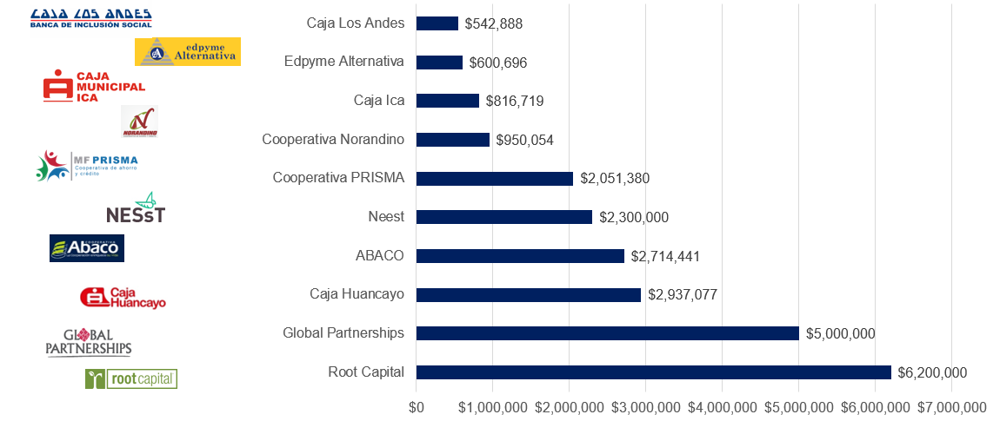 CAJA LOS ANDES
BANCA DE INCLUSIÓN SOCIAL
edpyme
Alternativa
CAJA
MUNICIPAL
ICA
NORANDINO
MF PRISMA
Cooperativa de ahorro
y crédito
NESsT
COOPERATIVA
Abaco
Caja
Huancayo
GLOBAL
PARTNERSHIPS
root capital
Caja Los Andes $542,888
Edpyme Alternativa $600,696
Caja Ica $816,719
Cooperativa Norandino $950,054
Cooperativa PRISMA $2,051,380
Neest $2,300,000
ABACO $2,714,441
Caja Huancayo $2,937,077
Global Partnerships $5,000,000
Root Capital $6,200,000
$0 $1,000,000 $2,000,000 $3,000,000 $4,000,000 $5,000,000 $6,000,000 $7,000,000